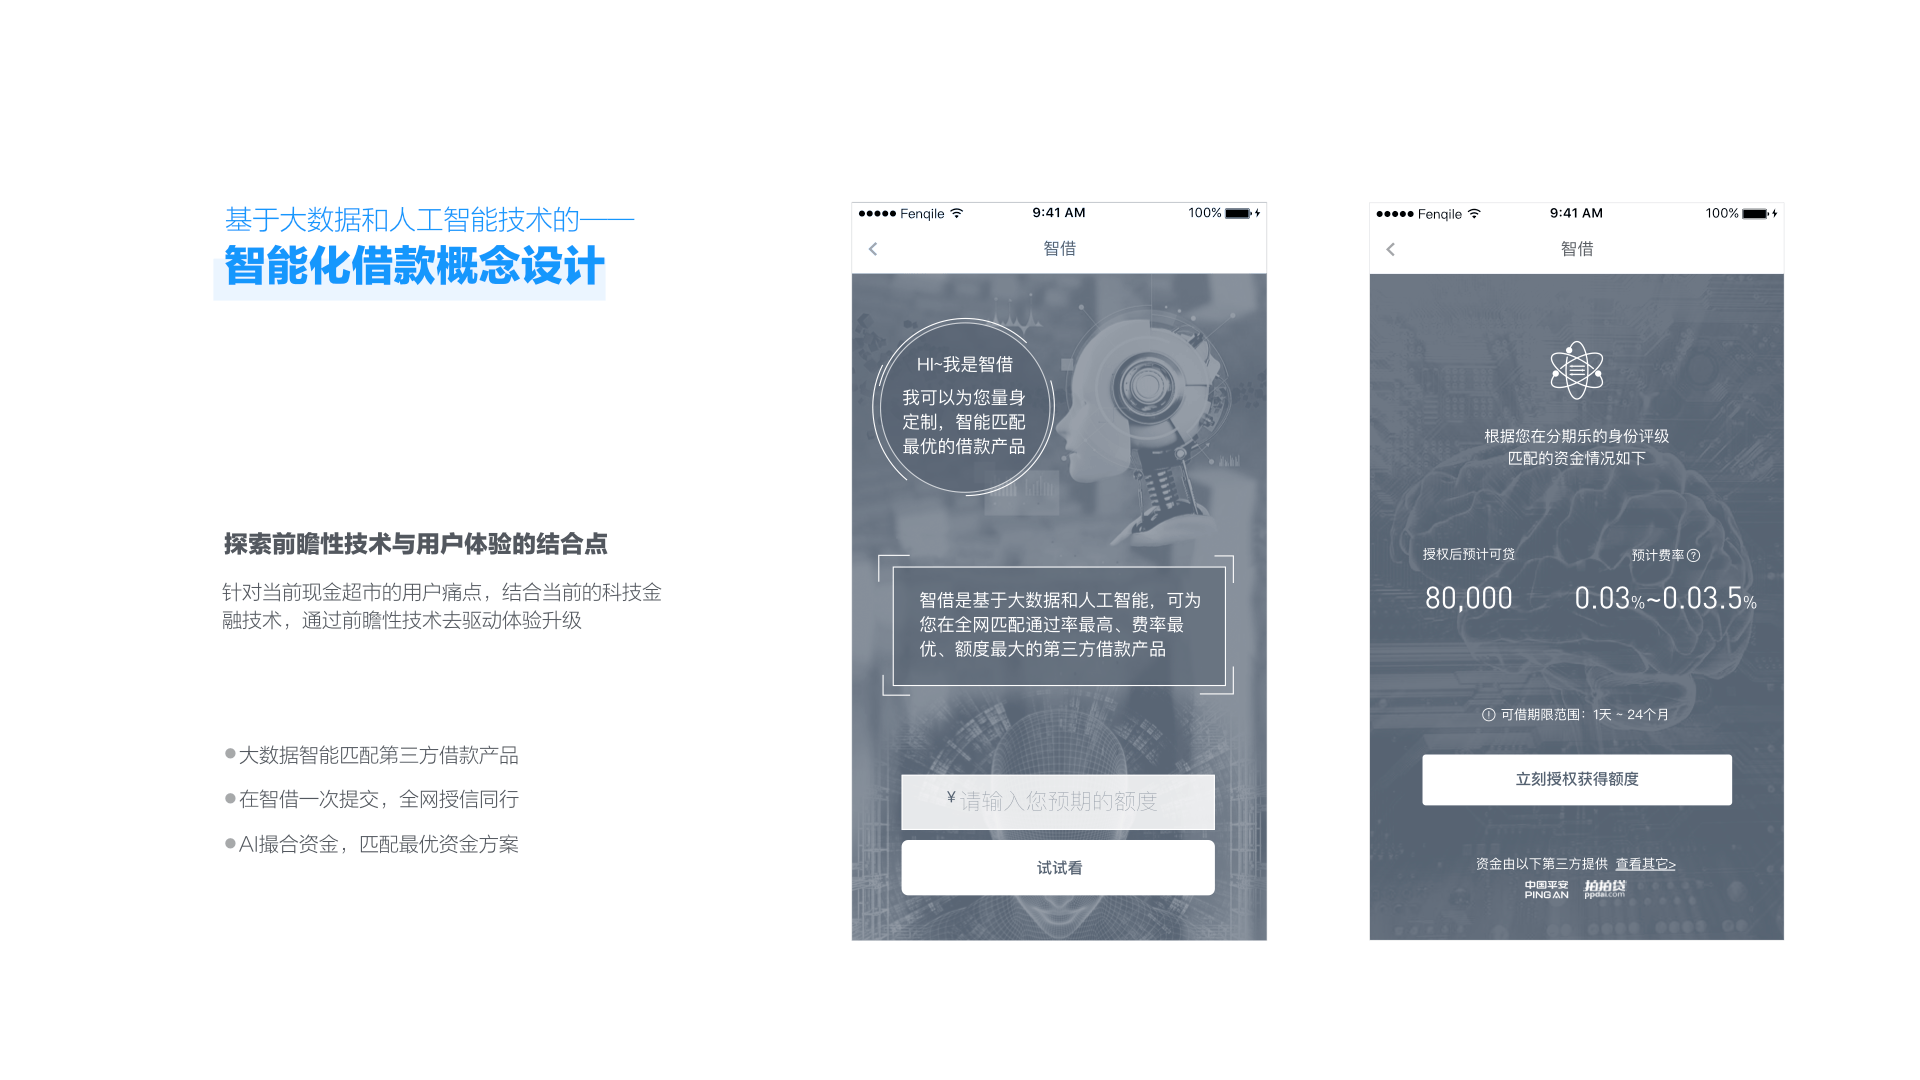 基于大数据和人工智能技术的——
智能化借款概念设计
探索前瞻性技术与用户体验的结合点
针对当前现金超市的用户痛点，结合当前的科技金
融技术，通过前瞻性技术去驱动体验升级
大数据智能匹配第三方借款产品
在智借一次提交，全网授信同行
AI撮合资金，匹配最优资金方案
Fenqile 9:41 AM 100%
智借
HI~我是智借
我可以为您量身
定制，智能匹配
最优的借款产品
智借是基于大数据和人工智能，可为
您在全网匹配通过率最高、费率最
优、额度最大的第三方借款产品
¥ 请输入您预期的额度
试试看
Fenqile 9:41 AM 100%
智借
根据您在分期乐的身份评级
匹配的资金情况如下
授权后预计可贷 预计费率?
80,000 0.03%~0.03.5%
可借期限范围：1天 ~ 24个月
立刻授权获得额度
资金由以下第三方提供 查看其它>
中国平安 拍拍贷
PING AN ppdai.com